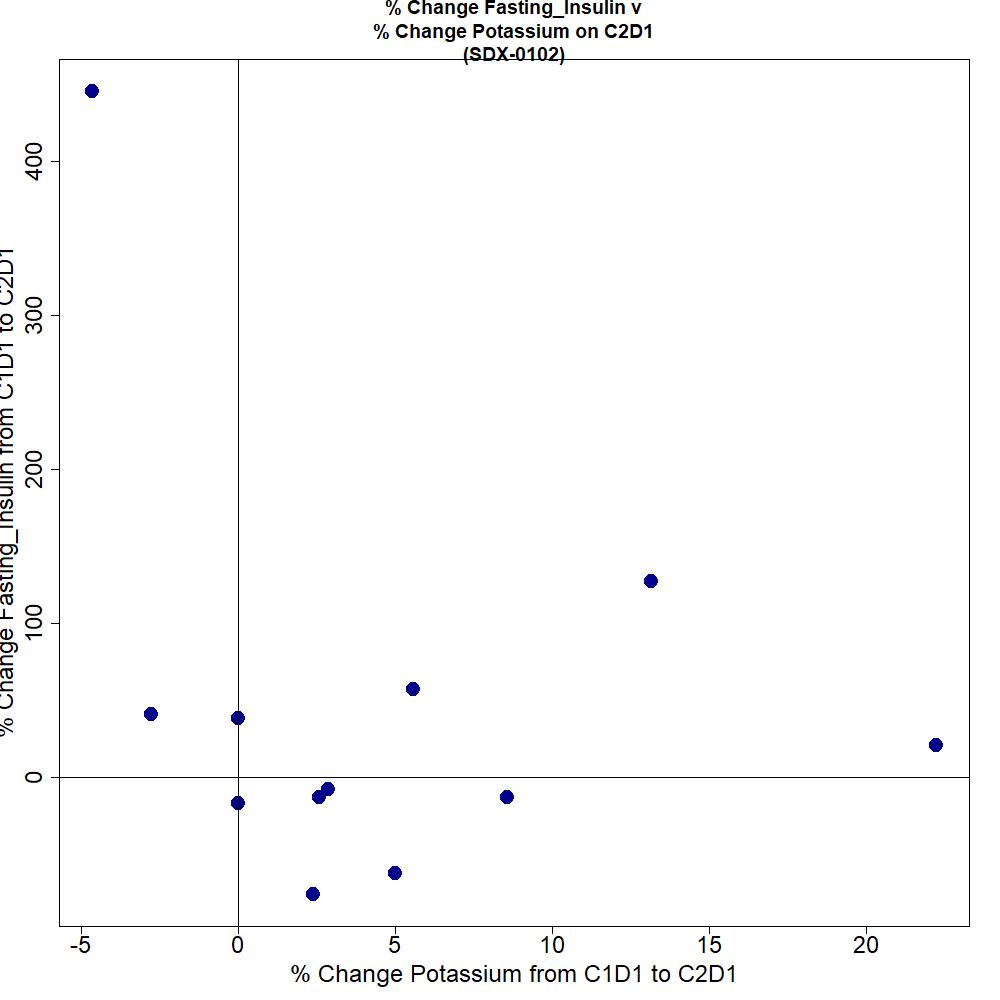 % Change Fasting_Insulin v
% Change Potassium on C2D1
(SDX-0102)
% Change Fasting_Insulin from C1D1 to C2D1
400
300
200
100
0
-5
0
5
10
15
20
% Change Potassium from C1D1 to C2D1